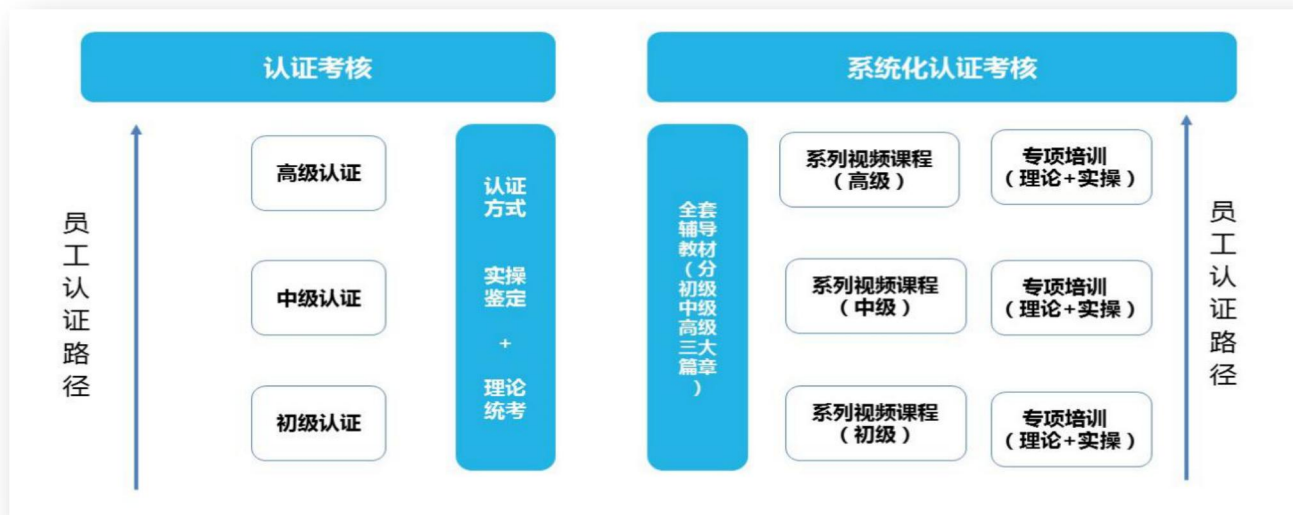 认证考核
系统化认证考核
员工认证路径
高级认证
中级认证
初级认证
认证
方式
实操
鉴定
+
理论
统考
全套
辅导
教材
（分
初级
中级
高级
三大
篇章
）
系列视频课程
（高级）
专项培训
（理论+实操）
系列视频课程
（中级）
专项培训
（理论+实操）
系列视频课程
（初级）
专项培训
（理论+实操）
员工认证路径